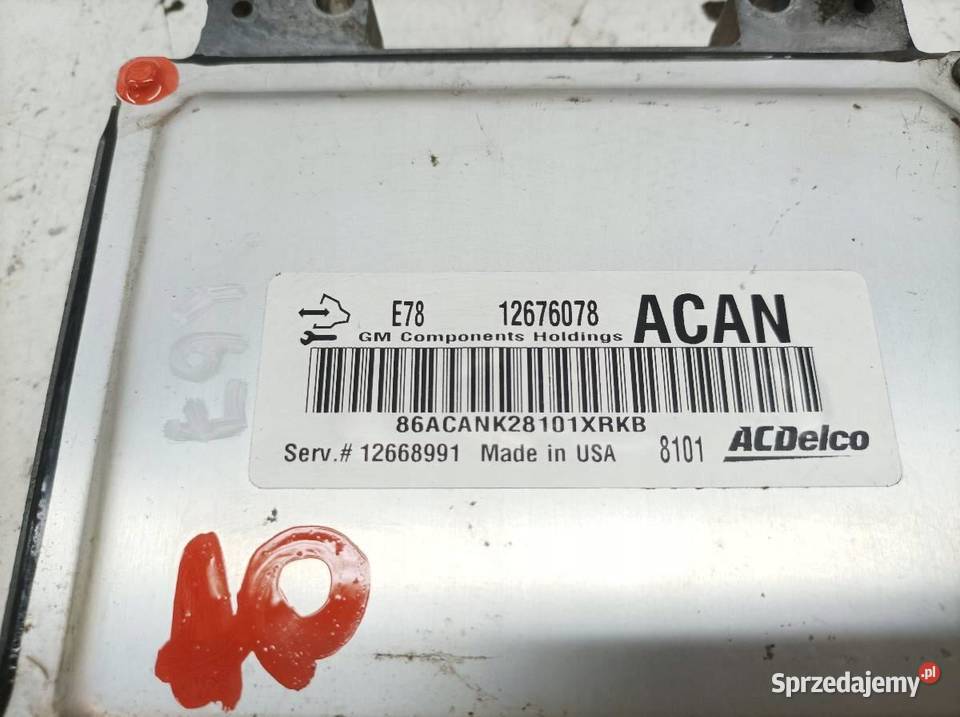 E78 12676078 ACAN
GM Components Holdings
86ACANK28101XRKB
Serv.# 12668991 Made in USA 8101 ACDelco
10
Sprzedajemy.pl